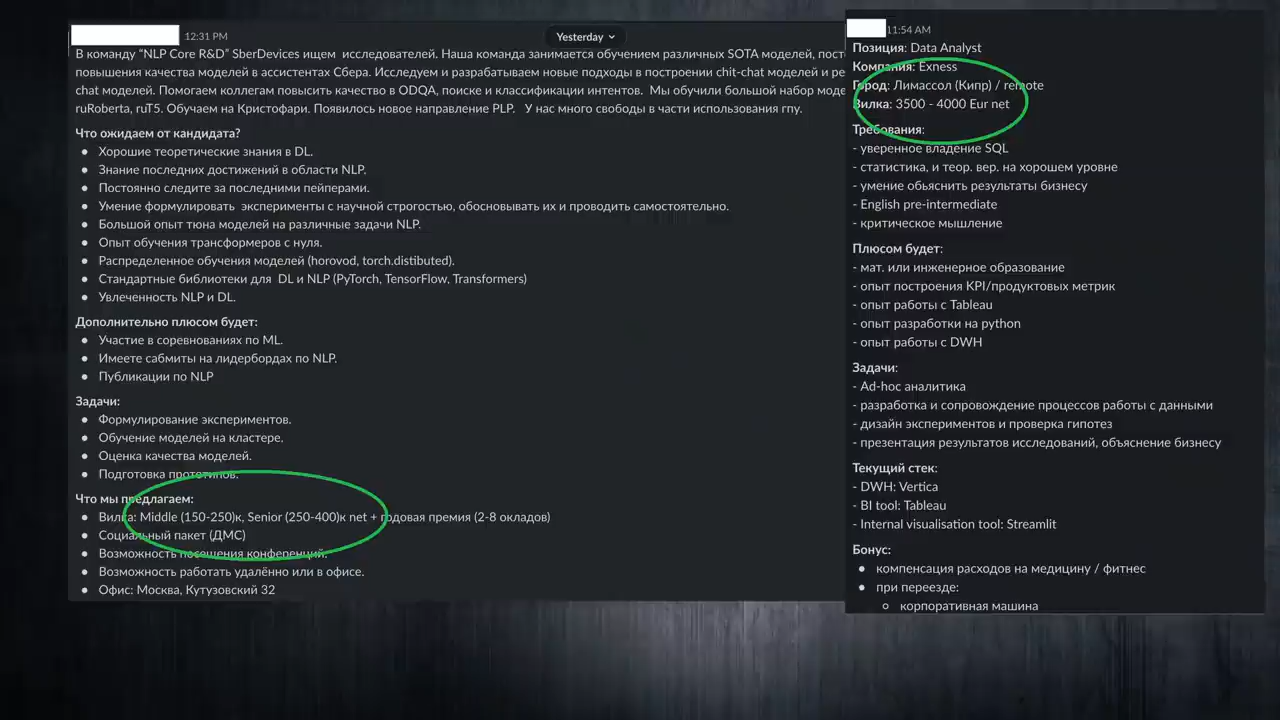 12:31 PM
Yesterday
В команду “NLP Core R&D” SberDevices ищем исследователей. Наша команда занимается обучением различных SOTA моделей,
повышения качества моделей в ассистентах Сбера. Исследуем и разрабатываем новые подходы в построении chit-chat моделей и
chat моделей. Помогаем коллегам повысить качество в ODQA, поиске и классификации интентов. Мы обучили большой набор
ruRoberta, ruT5. Обучаем на Кристофари. Появилось новое направление PLP. У нас много свободы в части использования гпу.
Что ожидаем от кандидата?
● Хорошие теоретические знания в DL.
● Знание последних достижений в области NLP.
● Постоянно следите за последними пейперами.
● Умение формулировать эксперименты с научной строгостью, обосновывать их и проводить самостоятельно.
● Большой опыт тюна моделей на различные задачи NLP.
● Опыт обучения трансформеров с нуля.
● Распределенное обучения моделей (horovod, torch.distibuted).
● Стандартные библиотеки для DL и NLP (PyTorch, TensorFlow, Transformers)
● Увлеченность NLP и DL.
Дополнительно плюсом будет:
● Участие в соревнованиях по ML.
● Имеете сабмиты на лидербордах по NLP.
● Публикации по NLP
Задачи:
● Формулирование экспериментов.
● Обучение моделей на кластере.
● Оценка качества моделей.
● Подготовка прототипов.
Что мы предлагаем:
● Вилка: Middle (150-250)к, Senior (250-400)к net + годовая премия (2-8 окладов)
● Социальный пакет (ДМС)
● Возможность посещения конференций.
● Возможность работать удалённо или в офисе.
● Офис: Москва, Кутузовский 32
11:54 AM
Позиция: Data Analyst
Компания: Exness
Город: Лимассол (Кипр) / remote
Вилка: 3500 - 4000 Eur net
Требования:
- уверенное владение SQL
- статистика, и теор. вер. на хорошем уровне
- умение обьяснить результаты бизнесу
- English pre-intermediate
- критическое мышление
Плюсом будет:
- мат. или инженерное образование
- опыт построения KPI/продуктовых метрик
- опыт работы с Tableau
- опыт разработки на python
- опыт работы с DWH
Задачи:
- Ad-hoc аналитика
- разработка и сопровождение процессов работы с данными
- дизайн экспериментов и проверка гипотез
- презентация результатов исследований, объяснение бизнесу
Текущий стек:
- DWH: Vertica
- BI tool: Tableau
- Internal visualisation tool: Streamlit
Бонус:
● компенсация расходов на медицину / фитнес
● при переезде:
○ корпоративная машина